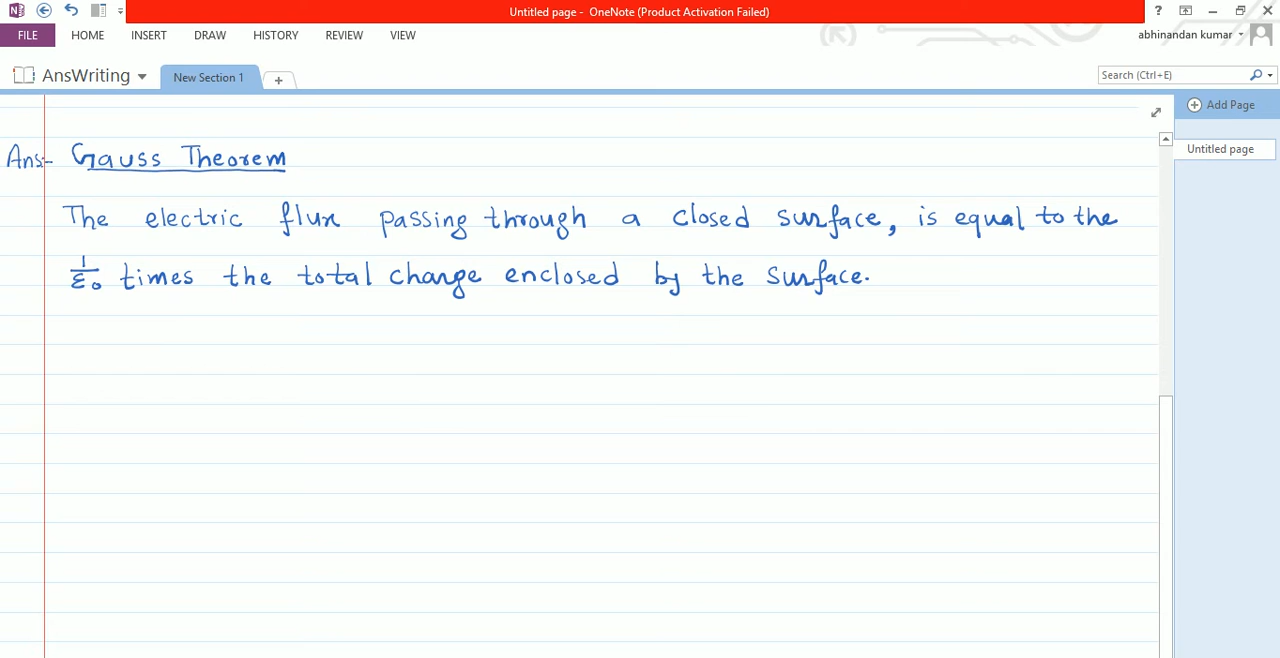 Untitled page - OneNote (Product Activation Failed)
?
FILE HOME INSERT DRAW HISTORY REVIEW VIEW
abhinandan kumar
AnsWriting
New Section 1
+
Search (Ctrl+E)
Add Page
Untitled page
Ans:- Gauss Theorem
The electric flux passing through a closed surface, is equal to the
1/ε₀ times the total charge enclosed by the surface.